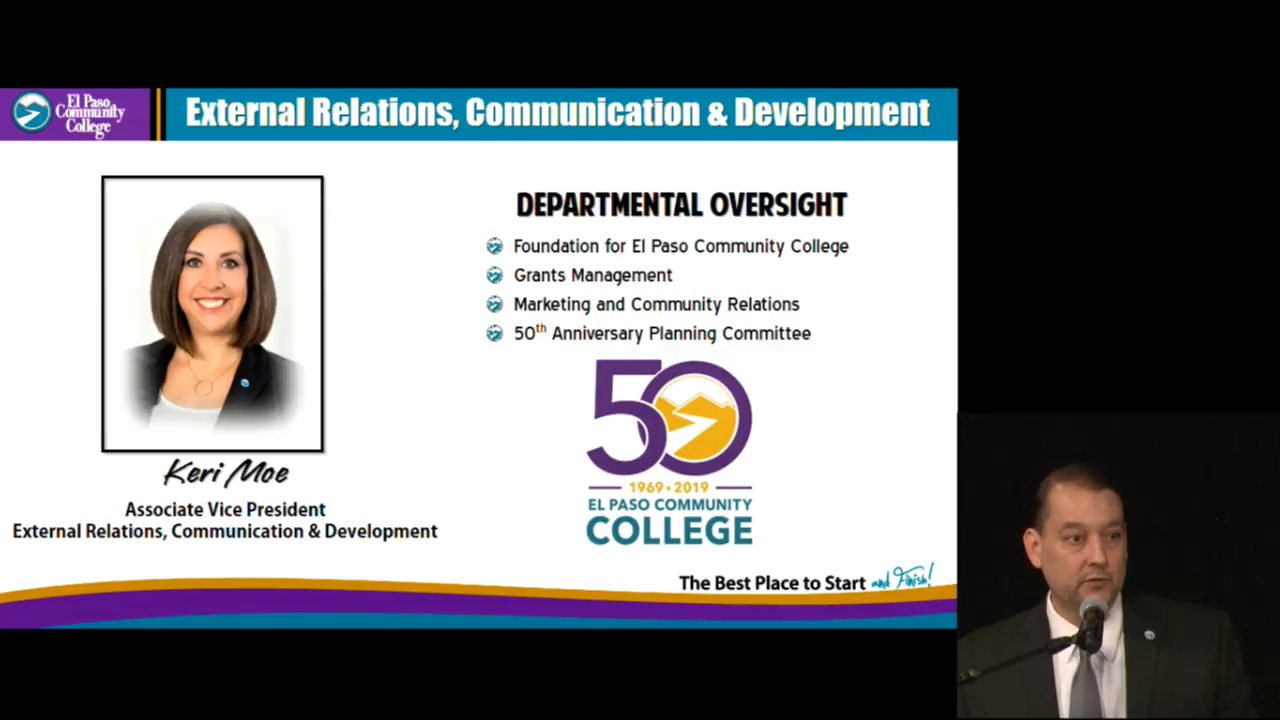 El Paso
Community
College
External Relations, Communication & Development
DEPARTMENTAL OVERSIGHT
Foundation for El Paso Community College
Grants Management
Marketing and Community Relations
50th Anniversary Planning Committee
50
1969 • 2019
EL PASO COMMUNITY
COLLEGE
Keri Moe
Associate Vice President
External Relations, Communication & Development
The Best Place to Start and Finish!